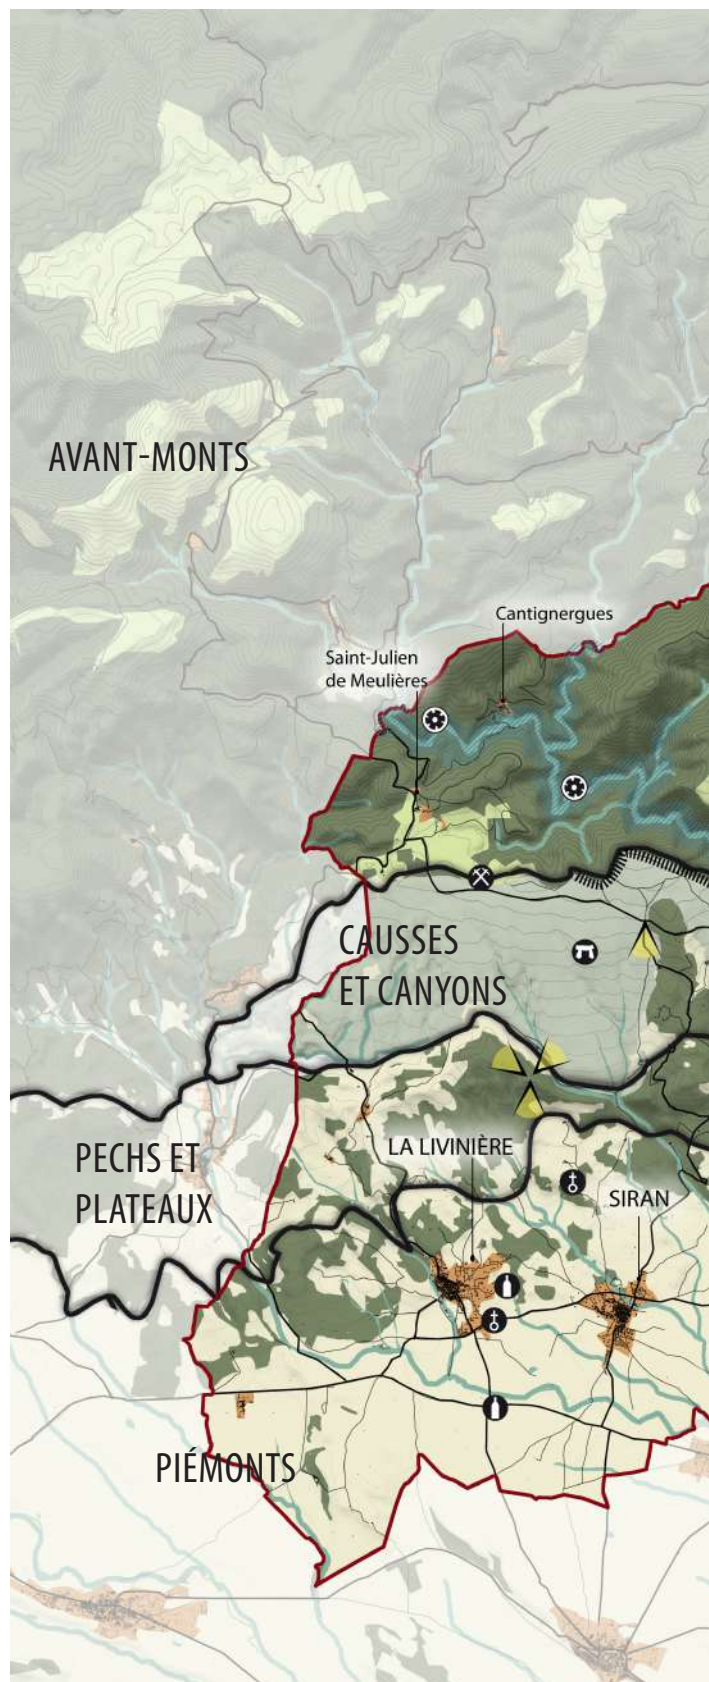 AVANT-MONTS
Cantignergues
Saint-Julien
de Meulières
CAUSSES
ET CANYONS
LA LIVINIÈRE
PECHS ET
PLATEAUX
SIRAN
PIÉMONTS